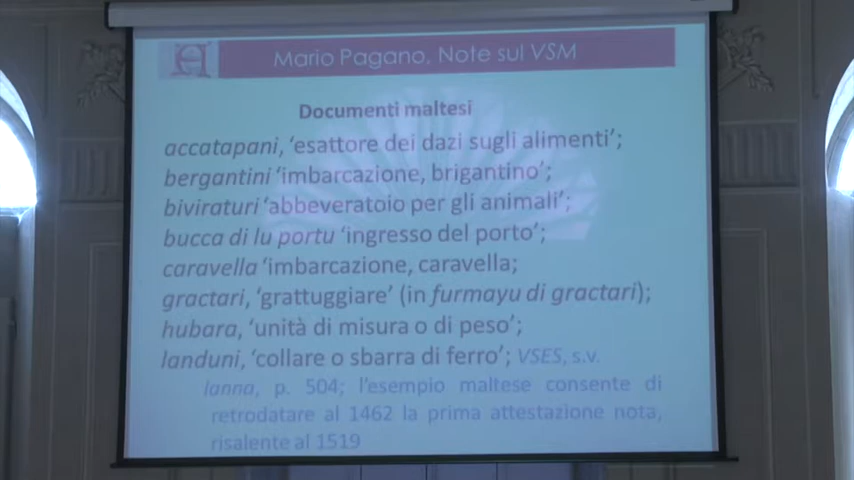 Mario Pagano, Note sul VSM
Documenti maltesi
accatapani, ‘esattore dei dazi sugli alimenti’;
bergantini ‘imbarcazione, brigantino’;
biviraturi ‘abbeveratoio per gli animali’;
bucca di lu portu ‘ingresso del porto’;
caravella ‘imbarcazione, caravella;
gractari, ‘grattuggiare’ (in furmayu di gractari);
hubara, ‘unità di misura o di peso’;
landuni, ‘collare o sbarra di ferro’; VSES, s.v.
lanna, p. 504; l’esempio maltese consente di
retrodatare al 1462 la prima attestazione nota,
risalente al 1519